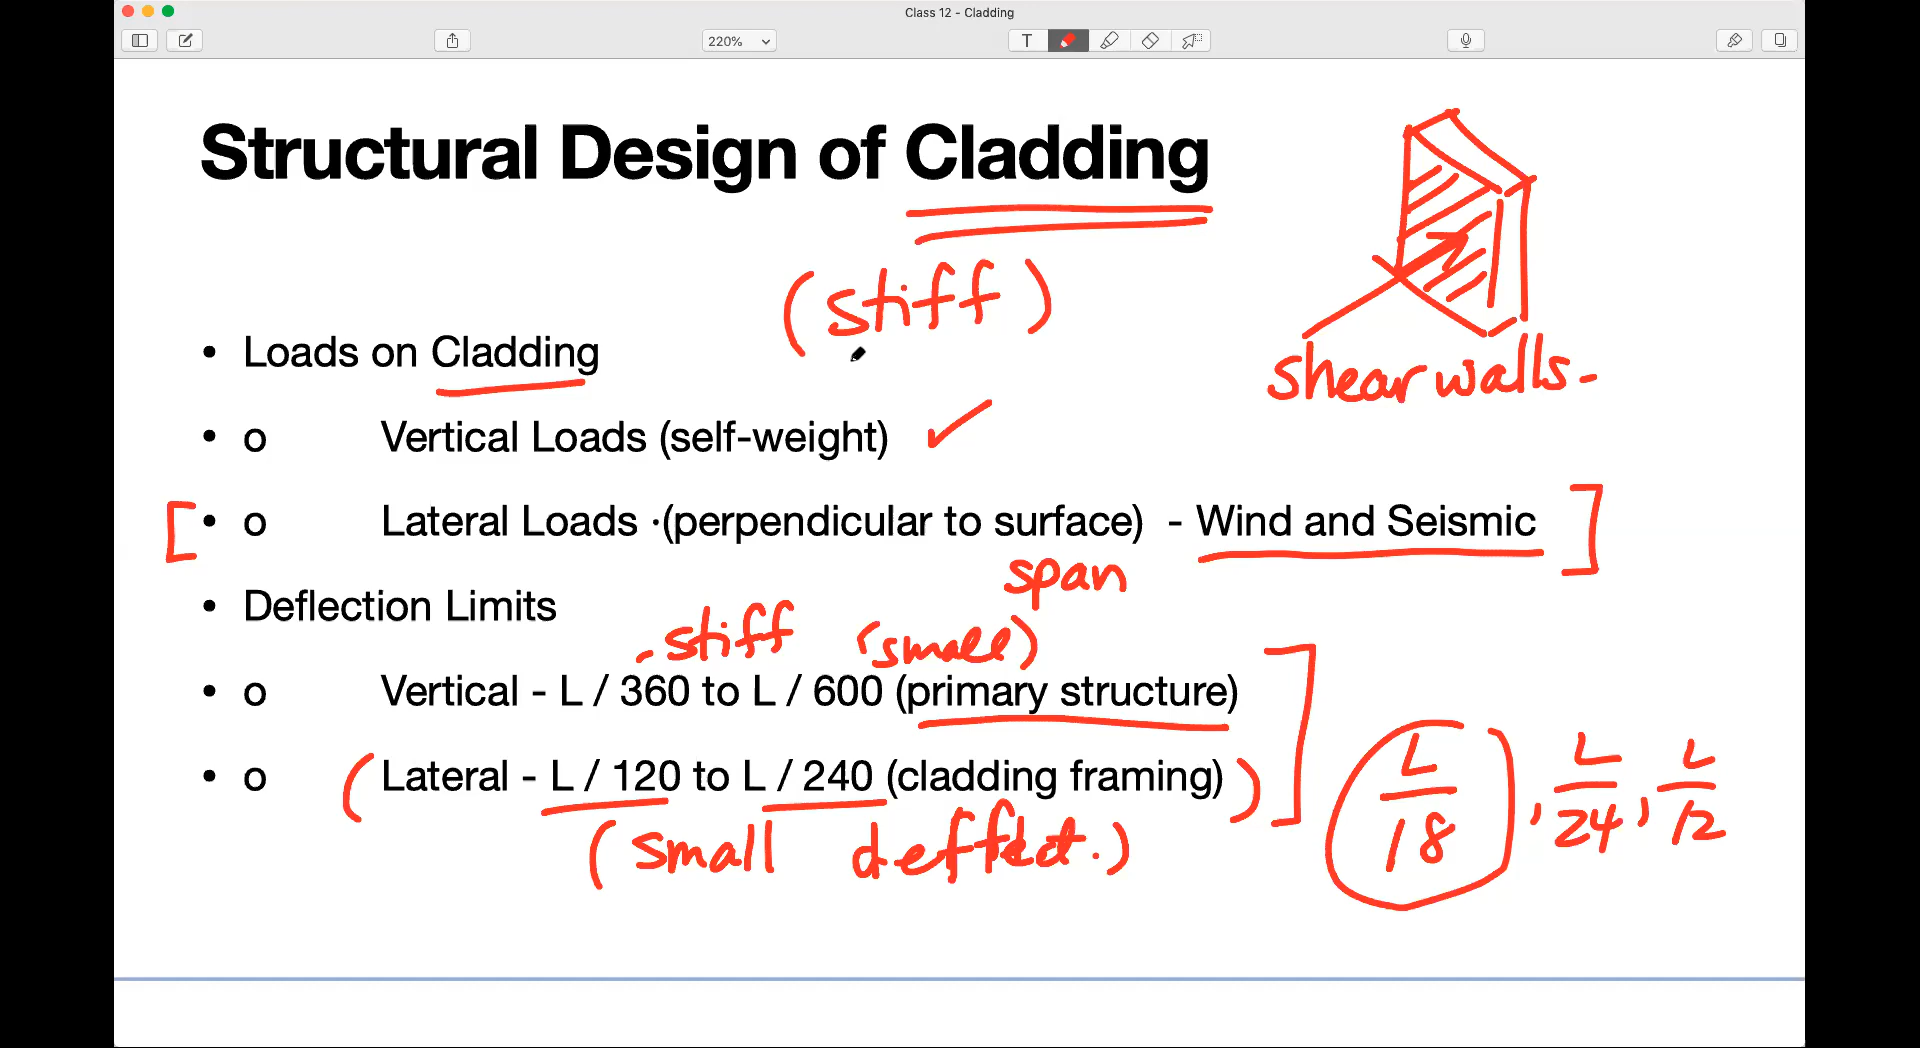 Class 12 - Cladding
220%
T
Structural Design of Cladding
(stiff)
• Loads on Cladding
shear walls.
• o Vertical Loads (self-weight) ✓
[ • o Lateral Loads ·(perpendicular to surface) - Wind and Seismic ]
span
• Deflection Limits
stiff (small)
• o Vertical - L / 360 to L / 600 (primary structure)
• o (Lateral - L / 120 to L / 240 (cladding framing))
L/18, L/24, L/12
(small deffect.)